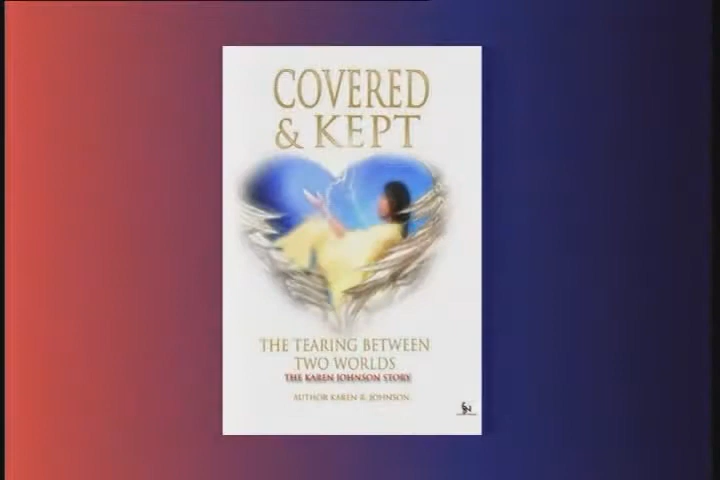 COVERED
& KEPT
THE TEARING BETWEEN
TWO WORLDS
THE KAREN JOHNSON STORY
AUTHOR KAREN R. JOHNSON